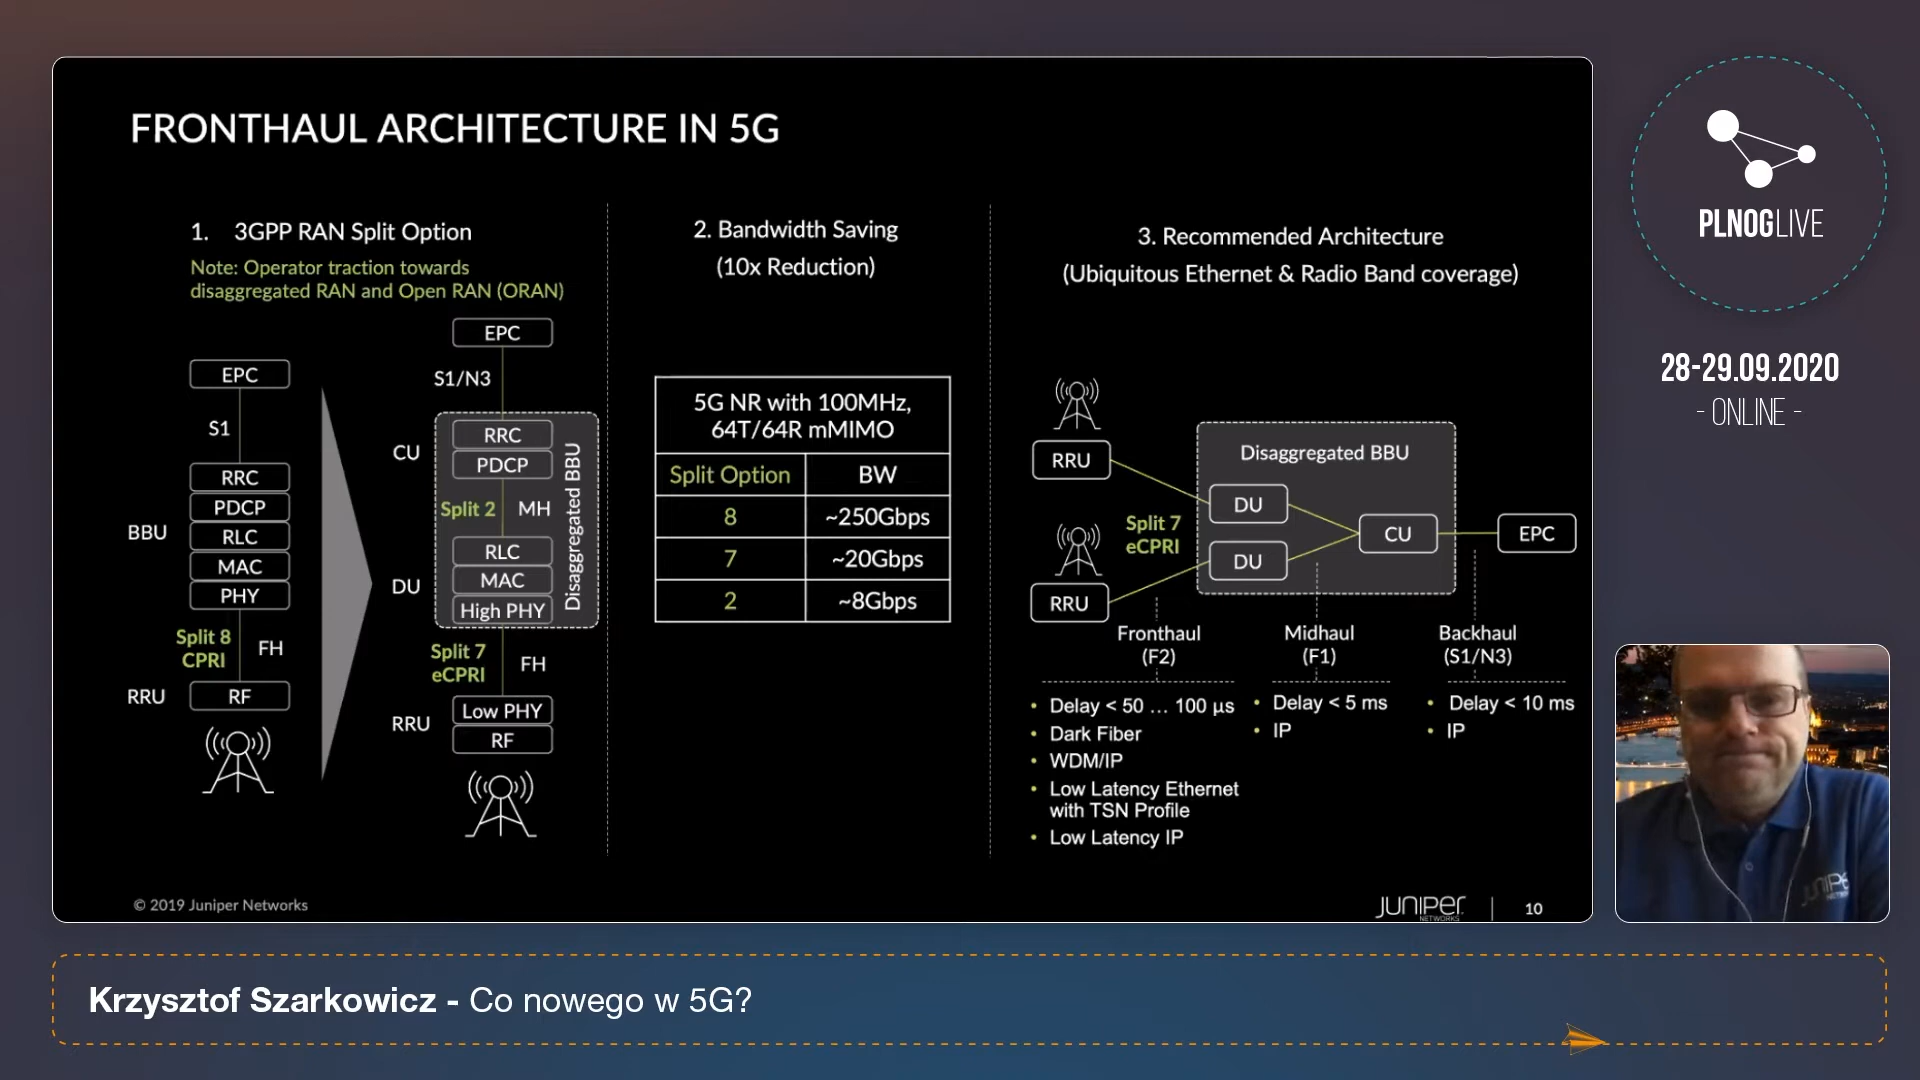 FRONTHAUL ARCHITECTURE IN 5G
1. 3GPP RAN Split Option
Note: Operator traction towards
disaggregated RAN and Open RAN (ORAN)
EPC
S1
BBU
RRC
PDCP
RLC
MAC
PHY
Split 8
CPRI
FH
RRU
RF
EPC
S1/N3
CU
RRC
PDCP
Split 2
MH
Disaggregated BBU
DU
RLC
MAC
High PHY
Split 7
eCPRI
FH
RRU
Low PHY
RF
2. Bandwidth Saving
(10x Reduction)
5G NR with 100MHz,
64T/64R mMIMO
Split Option BW
8 ~250Gbps
7 ~20Gbps
2 ~8Gbps
3. Recommended Architecture
(Ubiquitous Ethernet & Radio Band coverage)
RRU
RRU
Split 7
eCPRI
Disaggregated BBU
DU
DU
CU
EPC
Fronthaul
(F2)
• Delay < 50 … 100 µs
• Dark Fiber
• WDM/IP
• Low Latency Ethernet
with TSN Profile
• Low Latency IP
Midhaul
(F1)
• Delay < 5 ms
• IP
Backhaul
(S1/N3)
• Delay < 10 ms
• IP
© 2019 Juniper Networks
JUNIPER
NETWORKS
10
PLNOGLIVE
28-29.09.2020
- ONLINE -
Krzysztof Szarkowicz - Co nowego w 5G?